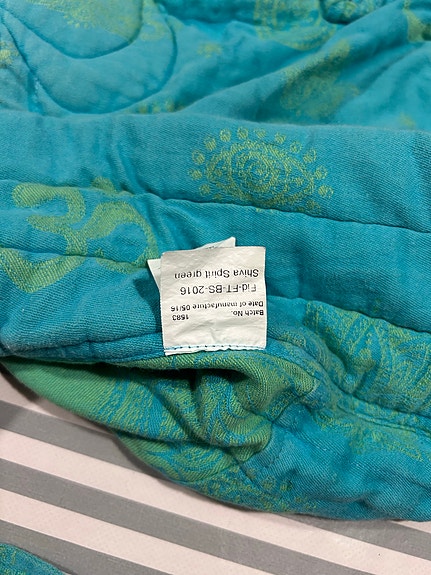 Batch No. 1583
Date of manufacture 05/16
Fid-FT-BS-2016
Shiva Spirit green